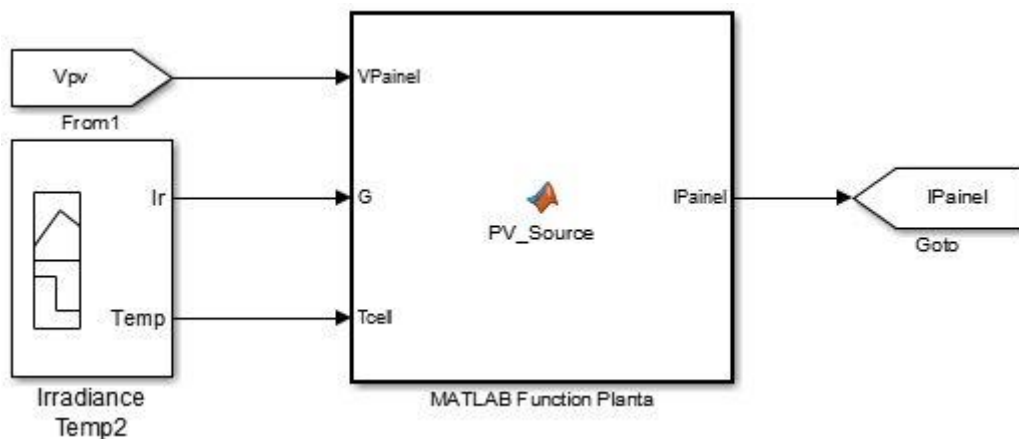 Vpv
From1
Ir
Temp
Irradiance
Temp2
VPainel
G
Tcell
PV_Source
IPainel
MATLAB Function Planta
IPainel
Goto